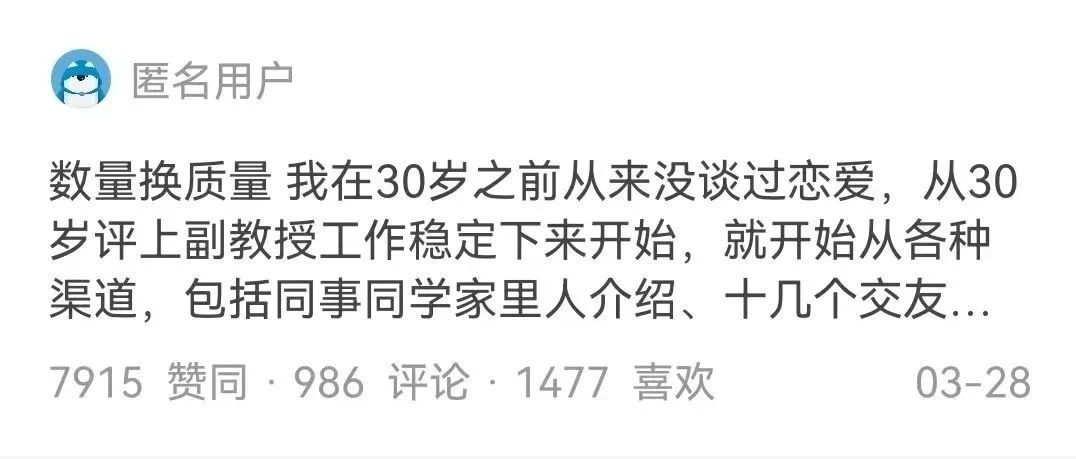 匿名用户
数量换质量 我在30岁之前从来没谈过恋爱，从30
岁评上副教授工作稳定下来开始，就开始从各种
渠道，包括同事同学家里人介绍、十几个交友...
7915 赞同 · 986 评论 · 1477 喜欢 03-28